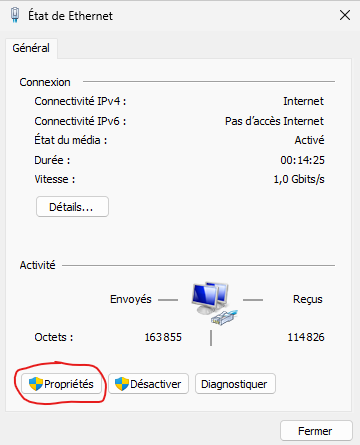 État de Ethernet
Général
Connexion
Connectivité IPv4 : Internet
Connectivité IPv6 : Pas d'accès Internet
État du média : Activé
Durée : 00:14:25
Vitesse : 1,0 Gbits/s
Détails...
Activité
Envoyés Reçus
Octets : 163 855 114 826
Propriétés Désactiver Diagnostiquer
Fermer